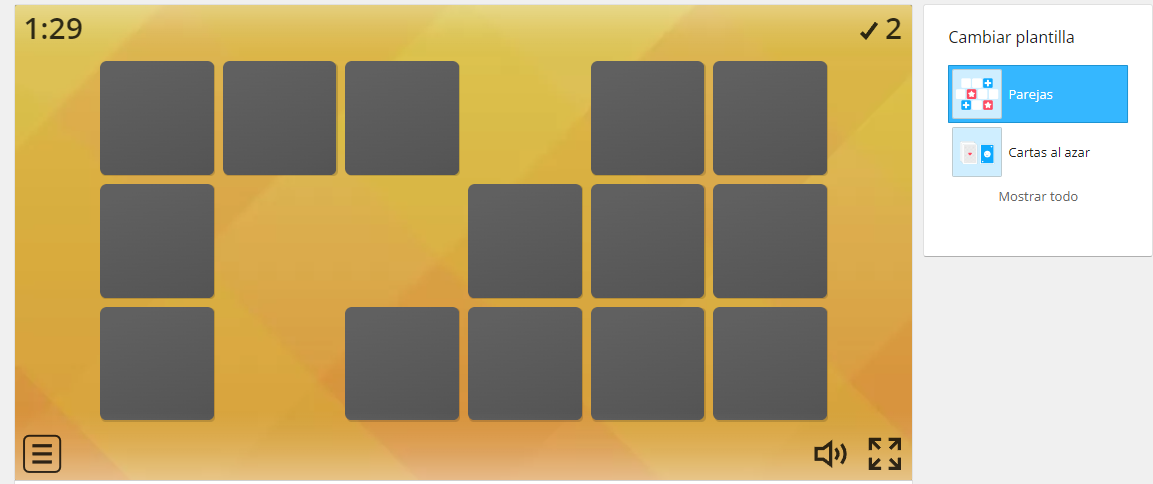 1:29
2
Cambiar plantilla
Parejas
Cartas al azar
Mostrar todo